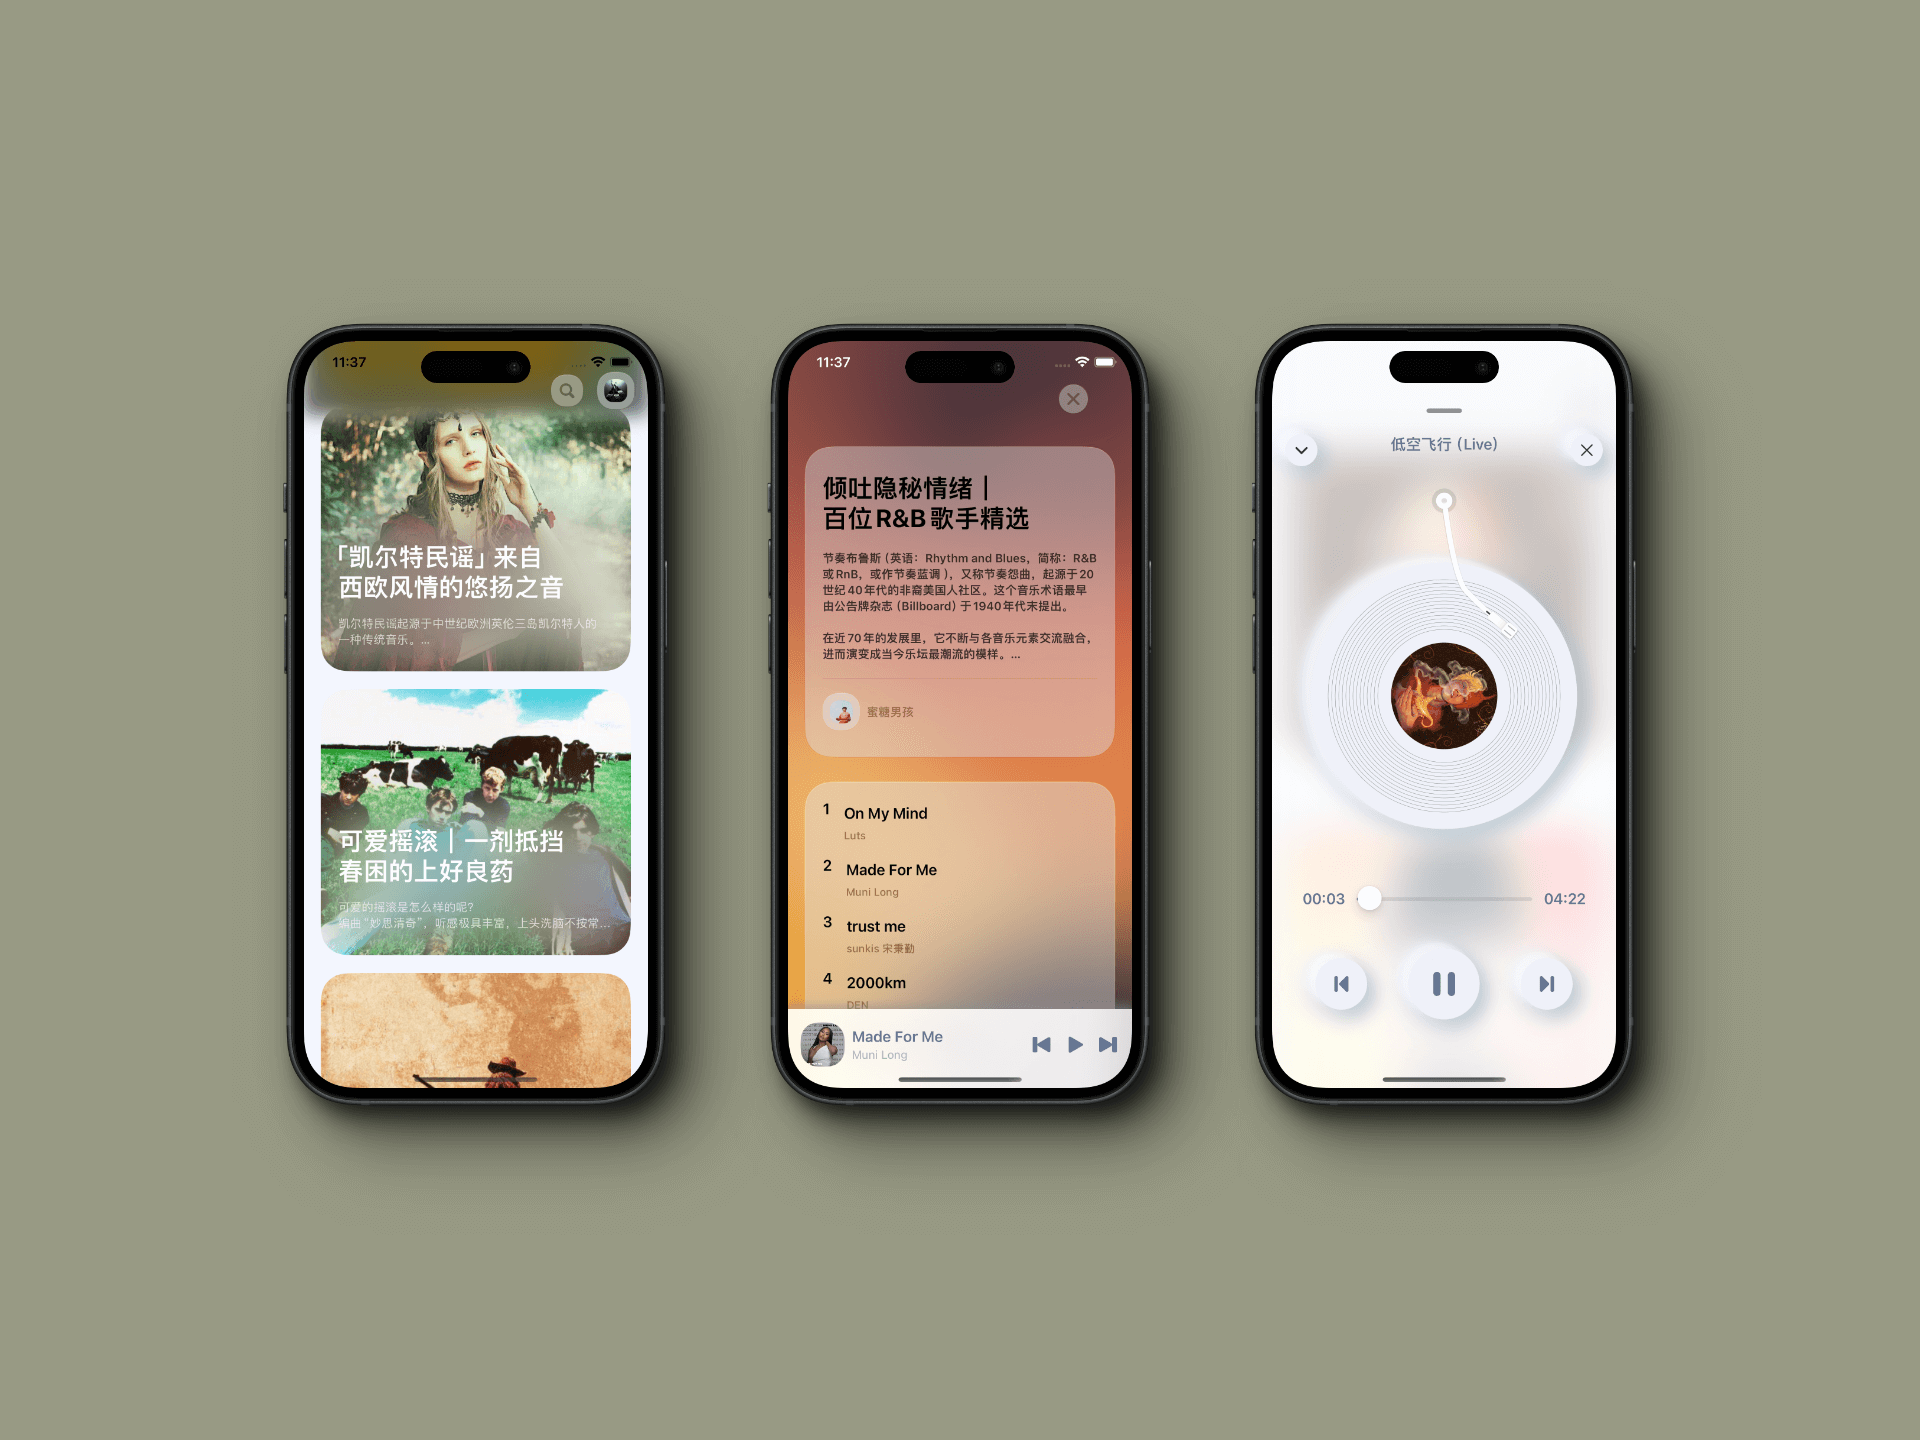 11:37
「凯尔特民谣」来自
西欧风情的悠扬之音
凯尔特民谣起源于中世纪欧洲英伦三岛凯尔特人的
一种传统音乐。...
可爱摇滚｜一剂抵挡
春困的上好良药
可爱的摇滚是怎么样的呢?
编曲“妙思清奇”，听感极具丰富，上头洗脑不按常...
11:37
倾吐隐秘情绪｜
百位R&B歌手精选
节奏布鲁斯（英语：Rhythm and Blues，简称：R&B
或RnB，或作节奏蓝调），又称节奏怨曲，起源于20
世纪40年代的非裔美国人社区。这个音乐术语最早
由公告牌杂志（Billboard）于1940年代末提出。
在近70年的发展里，它不断与各音乐元素交流融合，
进而演变成当今乐坛最潮流的模样。...
蜜糖男孩
1 On My Mind
Luts
2 Made For Me
Muni Long
3 trust me
sunkis 宋秉勤
4 2000km
DEN
Made For Me
Muni Long
低空飞行（Live）
00:03 04:22